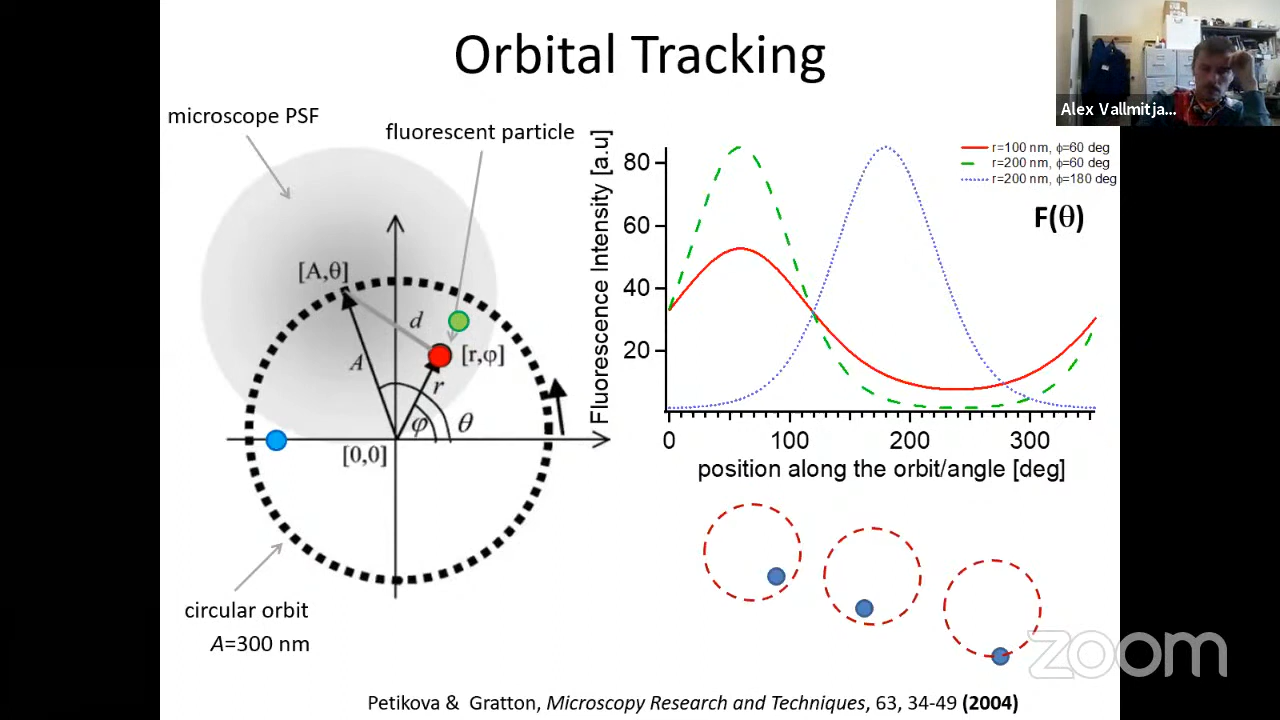 Orbital Tracking
Alex Vallmitja...
microscope PSF
fluorescent particle
[A,θ]
d
[r,φ]
A
r
φ
θ
[0,0]
circular orbit
A=300 nm
Fluorescence Intensity [a.u]
80
60
40
20
r=100 nm, ϕ=60 deg
r=200 nm, ϕ=60 deg
r=200 nm, ϕ=180 deg
F(θ)
0 100 200 300
position along the orbit/angle [deg]
zoom
Petikova & Gratton, Microscopy Research and Techniques, 63, 34-49 (2004)